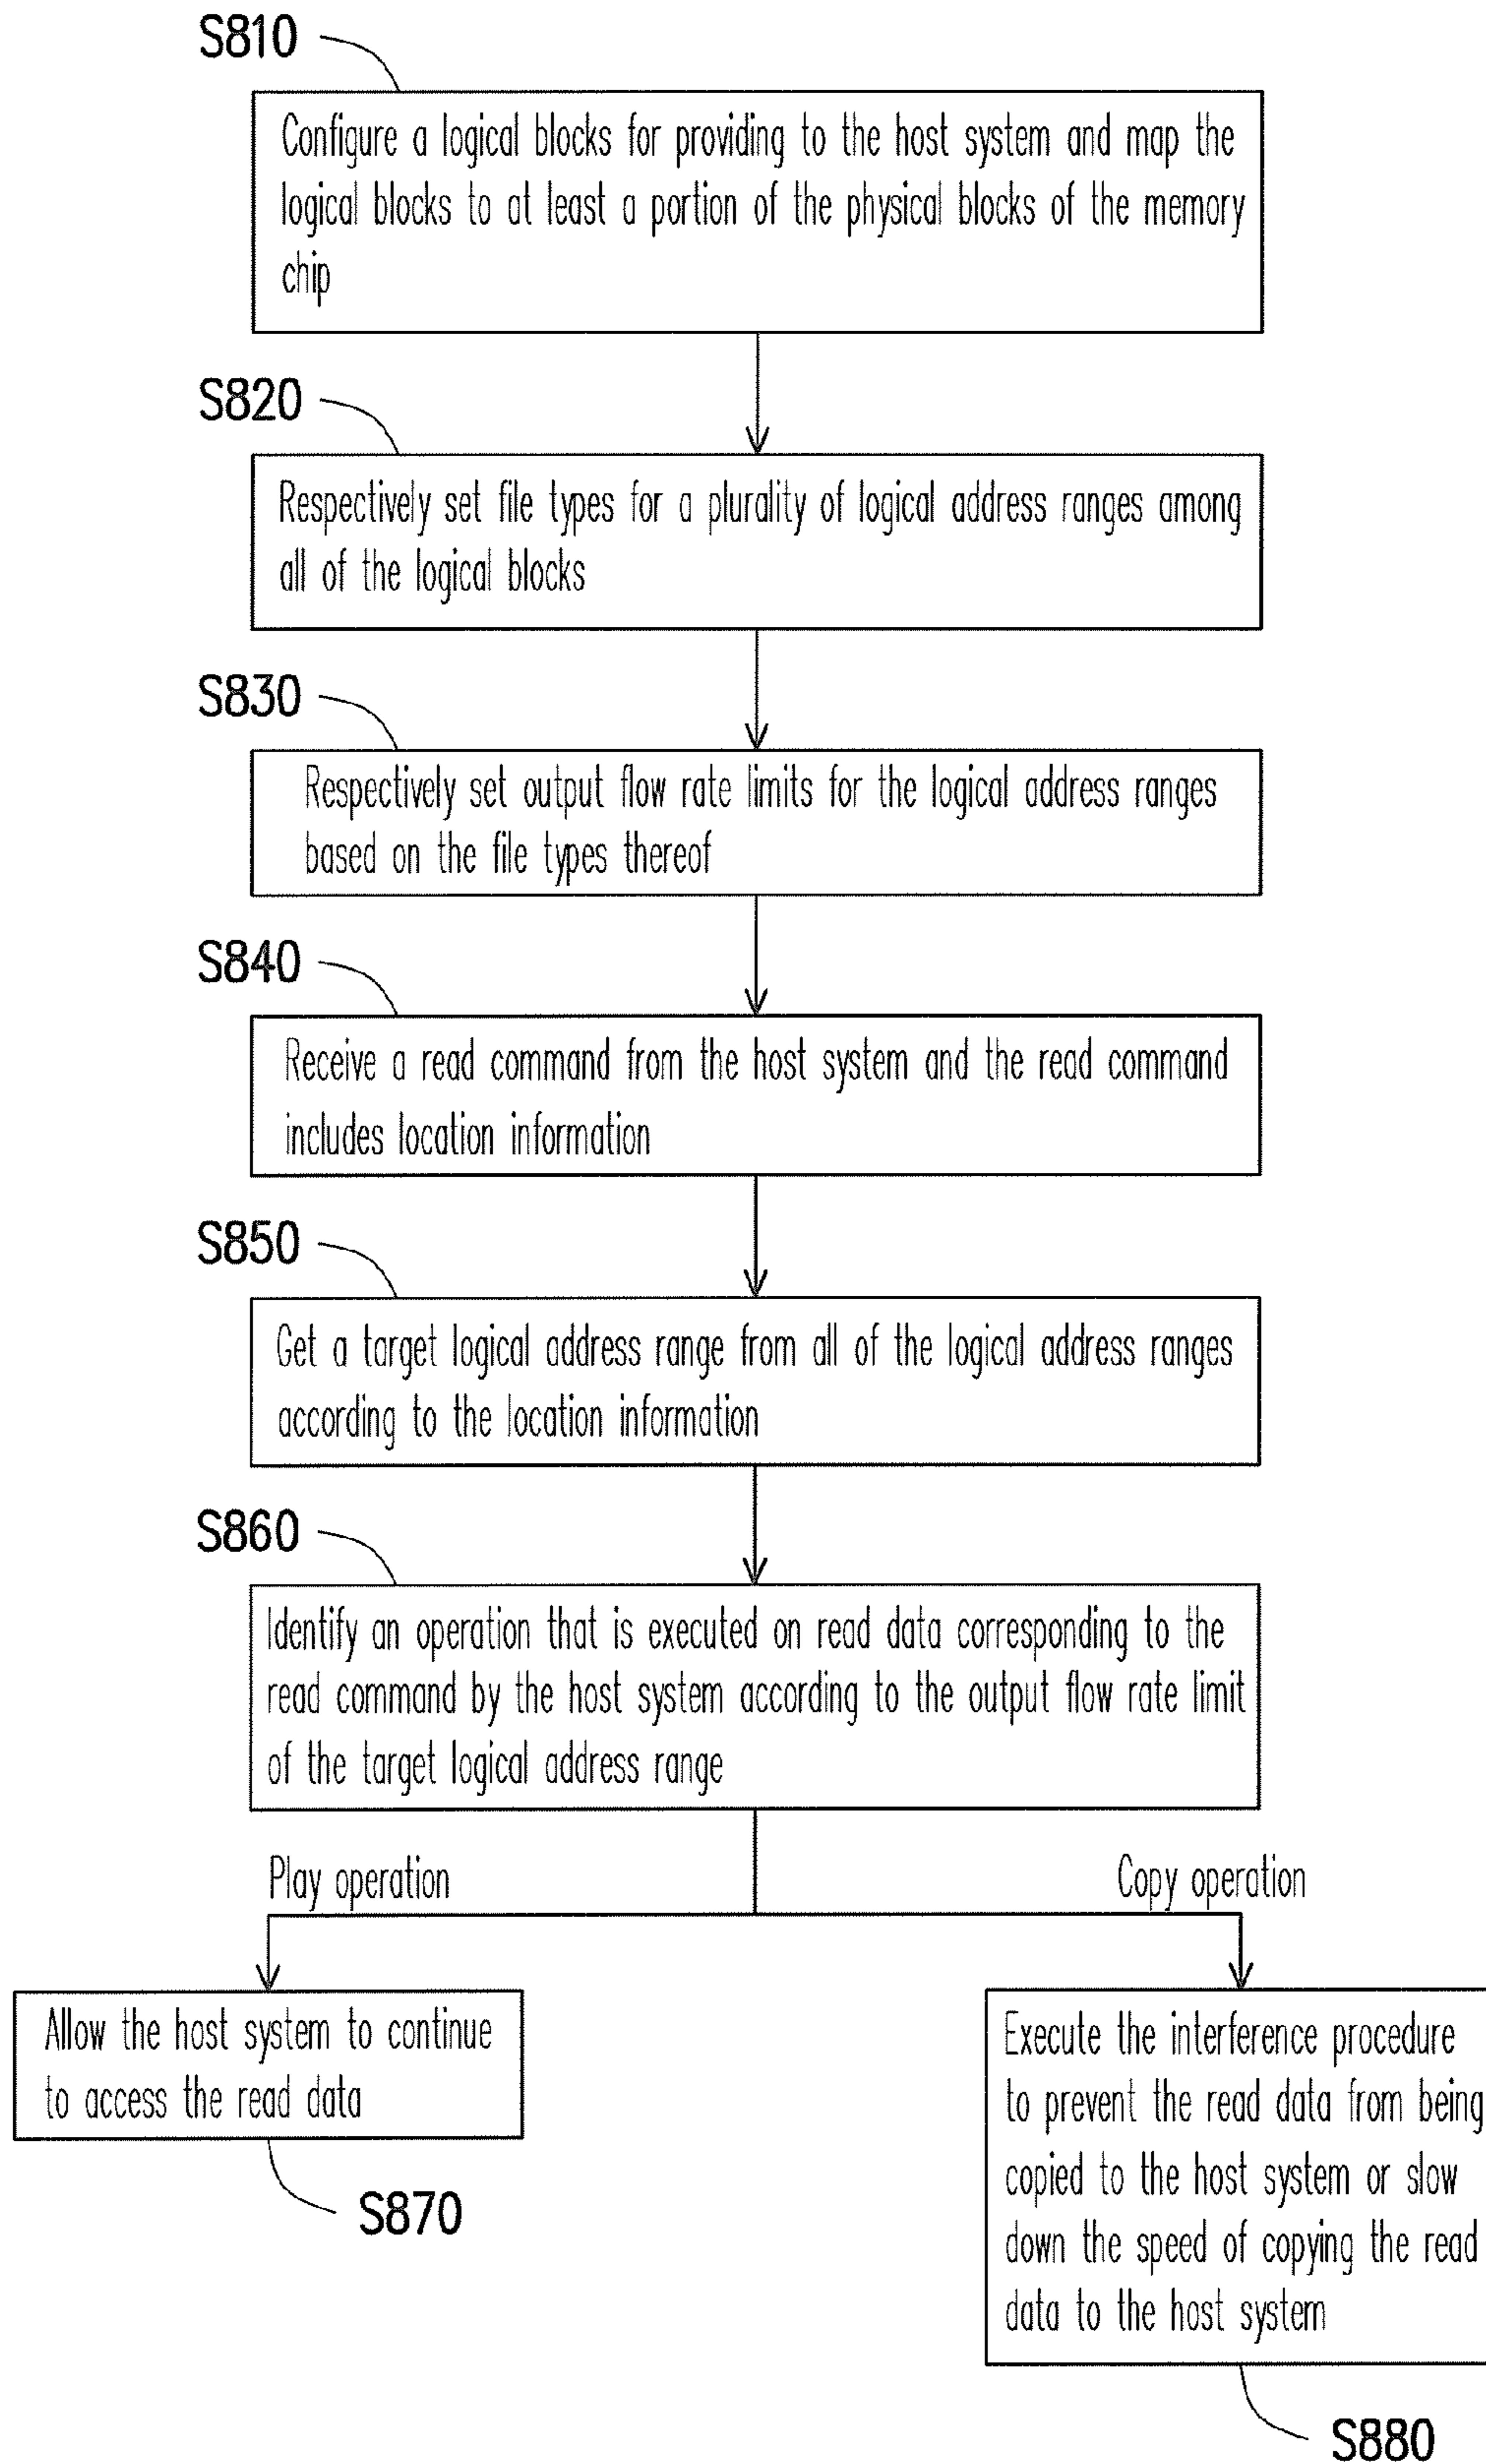 S810
Configure a logical blocks for providing to the host system and map the
logical blocks to at least a portion of the physical blocks of the memory
chip
S820
Respectively set file types for a plurality of logical address ranges among
all of the logical blocks
S830
Respectively set output flow rate limits for the logical address ranges
based on the file types thereof
S840
Receive a read command from the host system and the read command
includes location information
S850
Get a target logical address range from all of the logical address ranges
according to the location information
S860
Identify an operation that is executed on read data corresponding to the
read command by the host system according to the output flow rate limit
of the target logical address range
Play operation
Copy operation
Allow the host system to continue
to access the read data
S870
Execute the interference procedure
to prevent the read data from being
copied to the host system or slow
down the speed of copying the read
data to the host system
S880